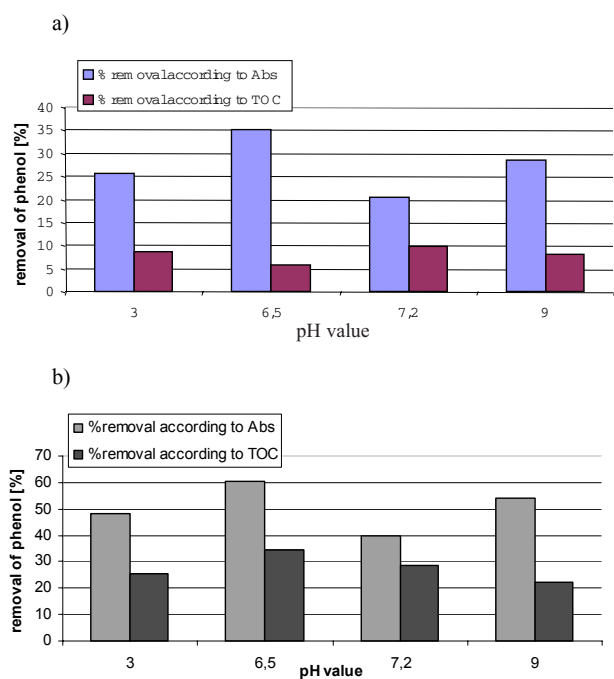 a)
% removal according to Abs
% removal according to TOC
removal of phenol [%]
40
35
30
25
20
15
10
5
0
3 6,5 7,2 9
pH value
b)
%removal according to Abs
%removal according to TOC
removal of phenol [%]
70
60
50
40
30
20
10
0
3 6,5 7,2 9
pH value